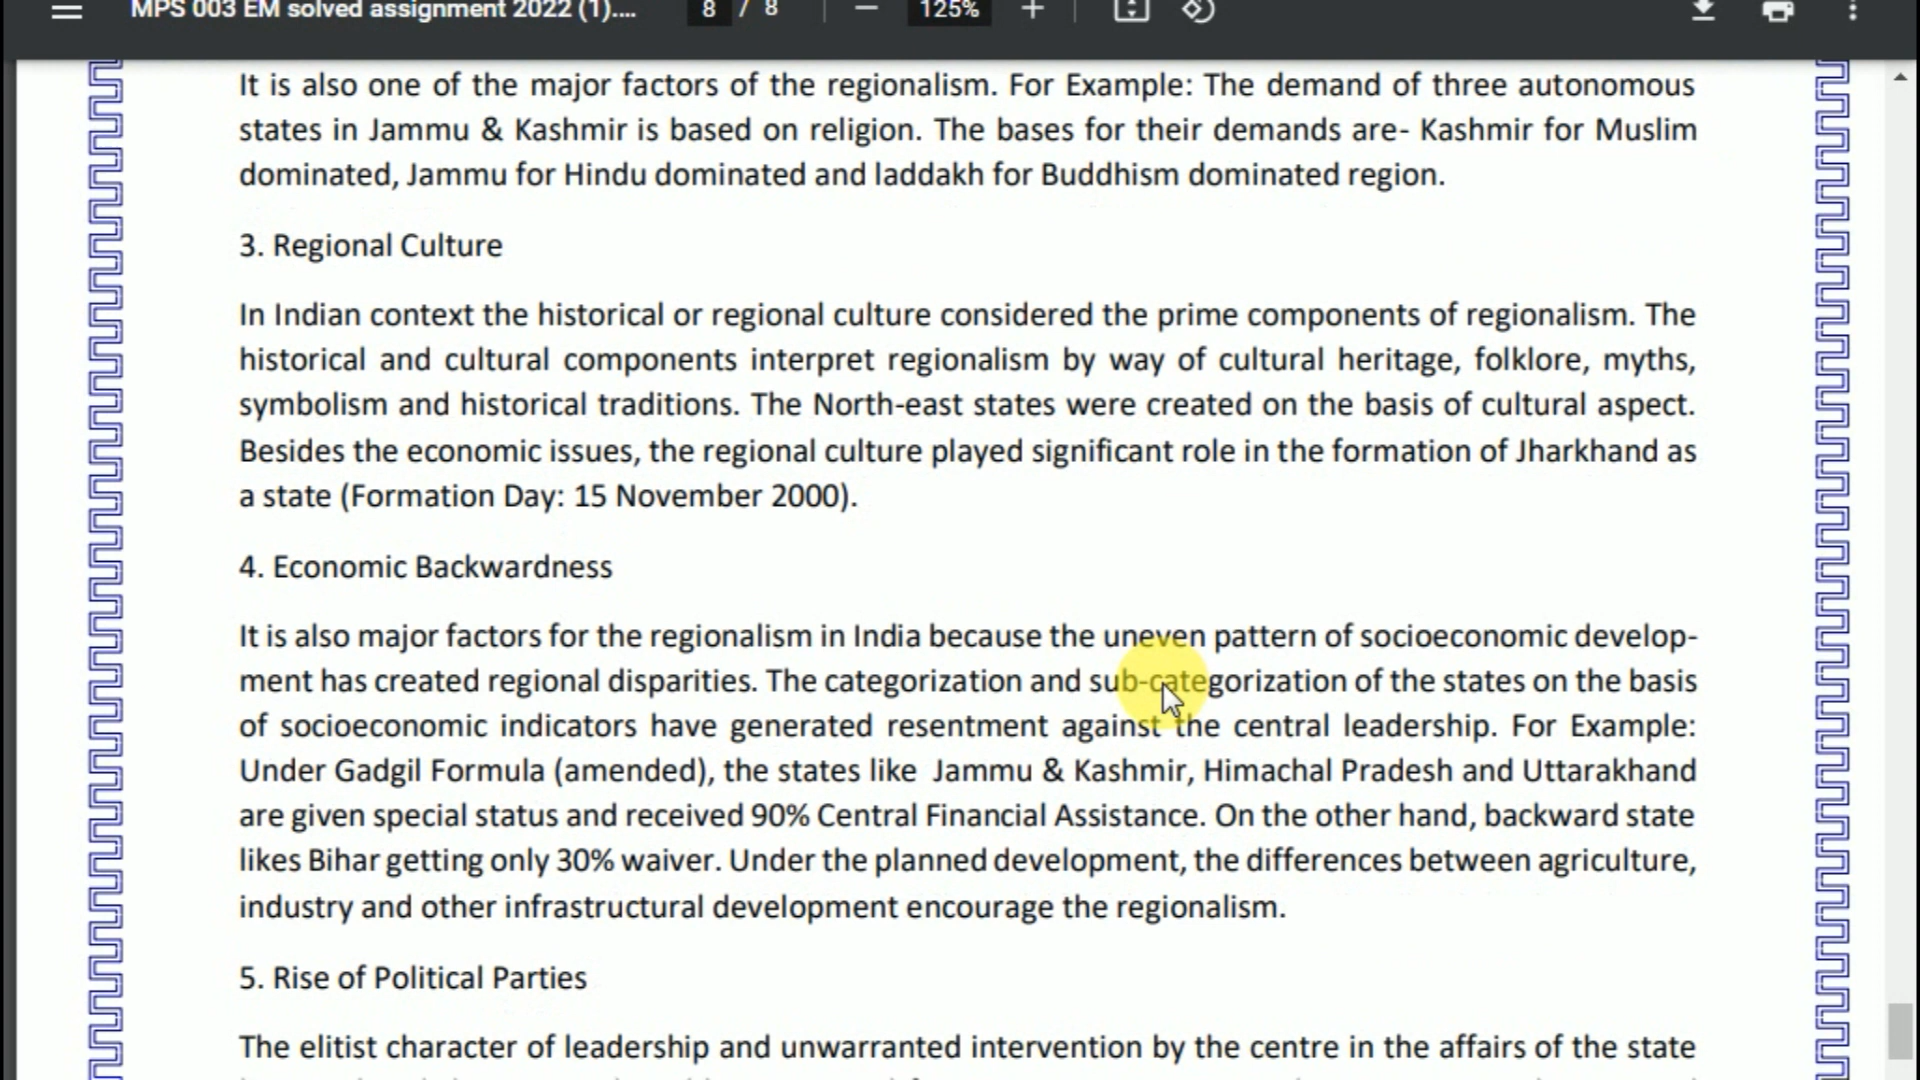 MPS 003 EM solved assignment 2022 (1).... 8 / 8 125%
It is also one of the major factors of the regionalism. For Example: The demand of three autonomous
states in Jammu & Kashmir is based on religion. The bases for their demands are- Kashmir for Muslim
dominated, Jammu for Hindu dominated and laddakh for Buddhism dominated region.
3. Regional Culture
In Indian context the historical or regional culture considered the prime components of regionalism. The
historical and cultural components interpret regionalism by way of cultural heritage, folklore, myths,
symbolism and historical traditions. The North-east states were created on the basis of cultural aspect.
Besides the economic issues, the regional culture played significant role in the formation of Jharkhand as
a state (Formation Day: 15 November 2000).
4. Economic Backwardness
It is also major factors for the regionalism in India because the uneven pattern of socioeconomic develop-
ment has created regional disparities. The categorization and sub-categorization of the states on the basis
of socioeconomic indicators have generated resentment against the central leadership. For Example:
Under Gadgil Formula (amended), the states like Jammu & Kashmir, Himachal Pradesh and Uttarakhand
are given special status and received 90% Central Financial Assistance. On the other hand, backward state
likes Bihar getting only 30% waiver. Under the planned development, the differences between agriculture,
industry and other infrastructural development encourage the regionalism.
5. Rise of Political Parties
The elitist character of leadership and unwarranted intervention by the centre in the affairs of the state